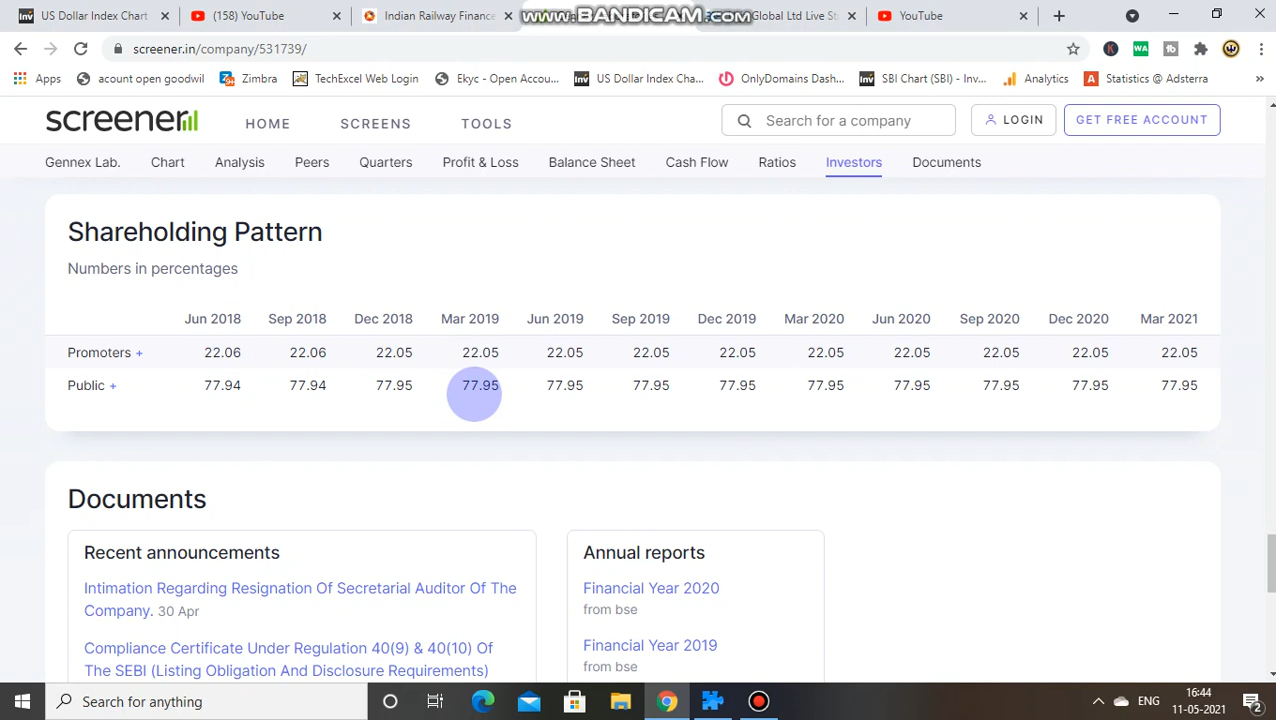 US Dollar Index Chart
(158) YouTube
Indian Railway Finance
www.BANDICAM.com
Global Ltd Live St
YouTube
screener.in/company/531739/
Apps
acount open goodwil
Zimbra
TechExcel Web Login
Ekyc - Open Accou...
US Dollar Index Cha...
OnlyDomains Dash...
SBI Chart (SBI) - Inv...
Analytics
Statistics @ Adsterra
»
screener
HOME
SCREENS
TOOLS
Search for a company
LOGIN
GET FREE ACCOUNT
Gennex Lab.
Chart
Analysis
Peers
Quarters
Profit & Loss
Balance Sheet
Cash Flow
Ratios
Investors
Documents
Shareholding Pattern
Numbers in percentages
Jun 2018 Sep 2018 Dec 2018 Mar 2019 Jun 2019 Sep 2019 Dec 2019 Mar 2020 Jun 2020 Sep 2020 Dec 2020 Mar 2021
Promoters + 22.06 22.06 22.05 22.05 22.05 22.05 22.05 22.05 22.05 22.05 22.05 22.05
Public + 77.94 77.94 77.95 77.95 77.95 77.95 77.95 77.95 77.95 77.95 77.95 77.95
Documents
Recent announcements
Intimation Regarding Resignation Of Secretarial Auditor Of The
Company. 30 Apr
Compliance Certificate Under Regulation 40(9) & 40(10) Of
The SEBI (Listing Obligation And Disclosure Requirements)
Annual reports
Financial Year 2020
from bse
Financial Year 2019
from bse
Search for anything
ENG
16:44
11-05-2021
2